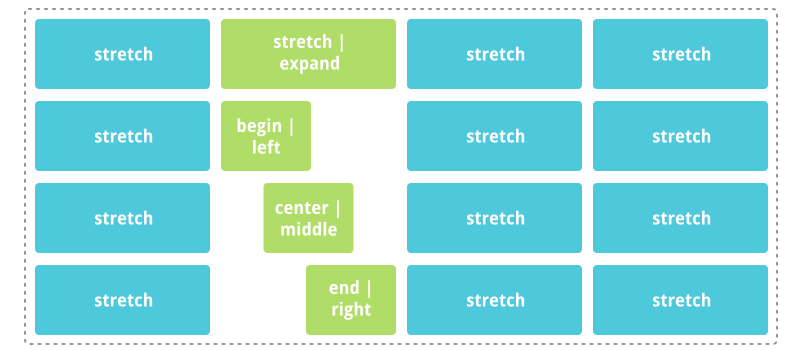 stretch
stretch |
expand
stretch
stretch
stretch
begin |
left
stretch
stretch
stretch
center |
middle
stretch
stretch
stretch
end |
right
stretch
stretch